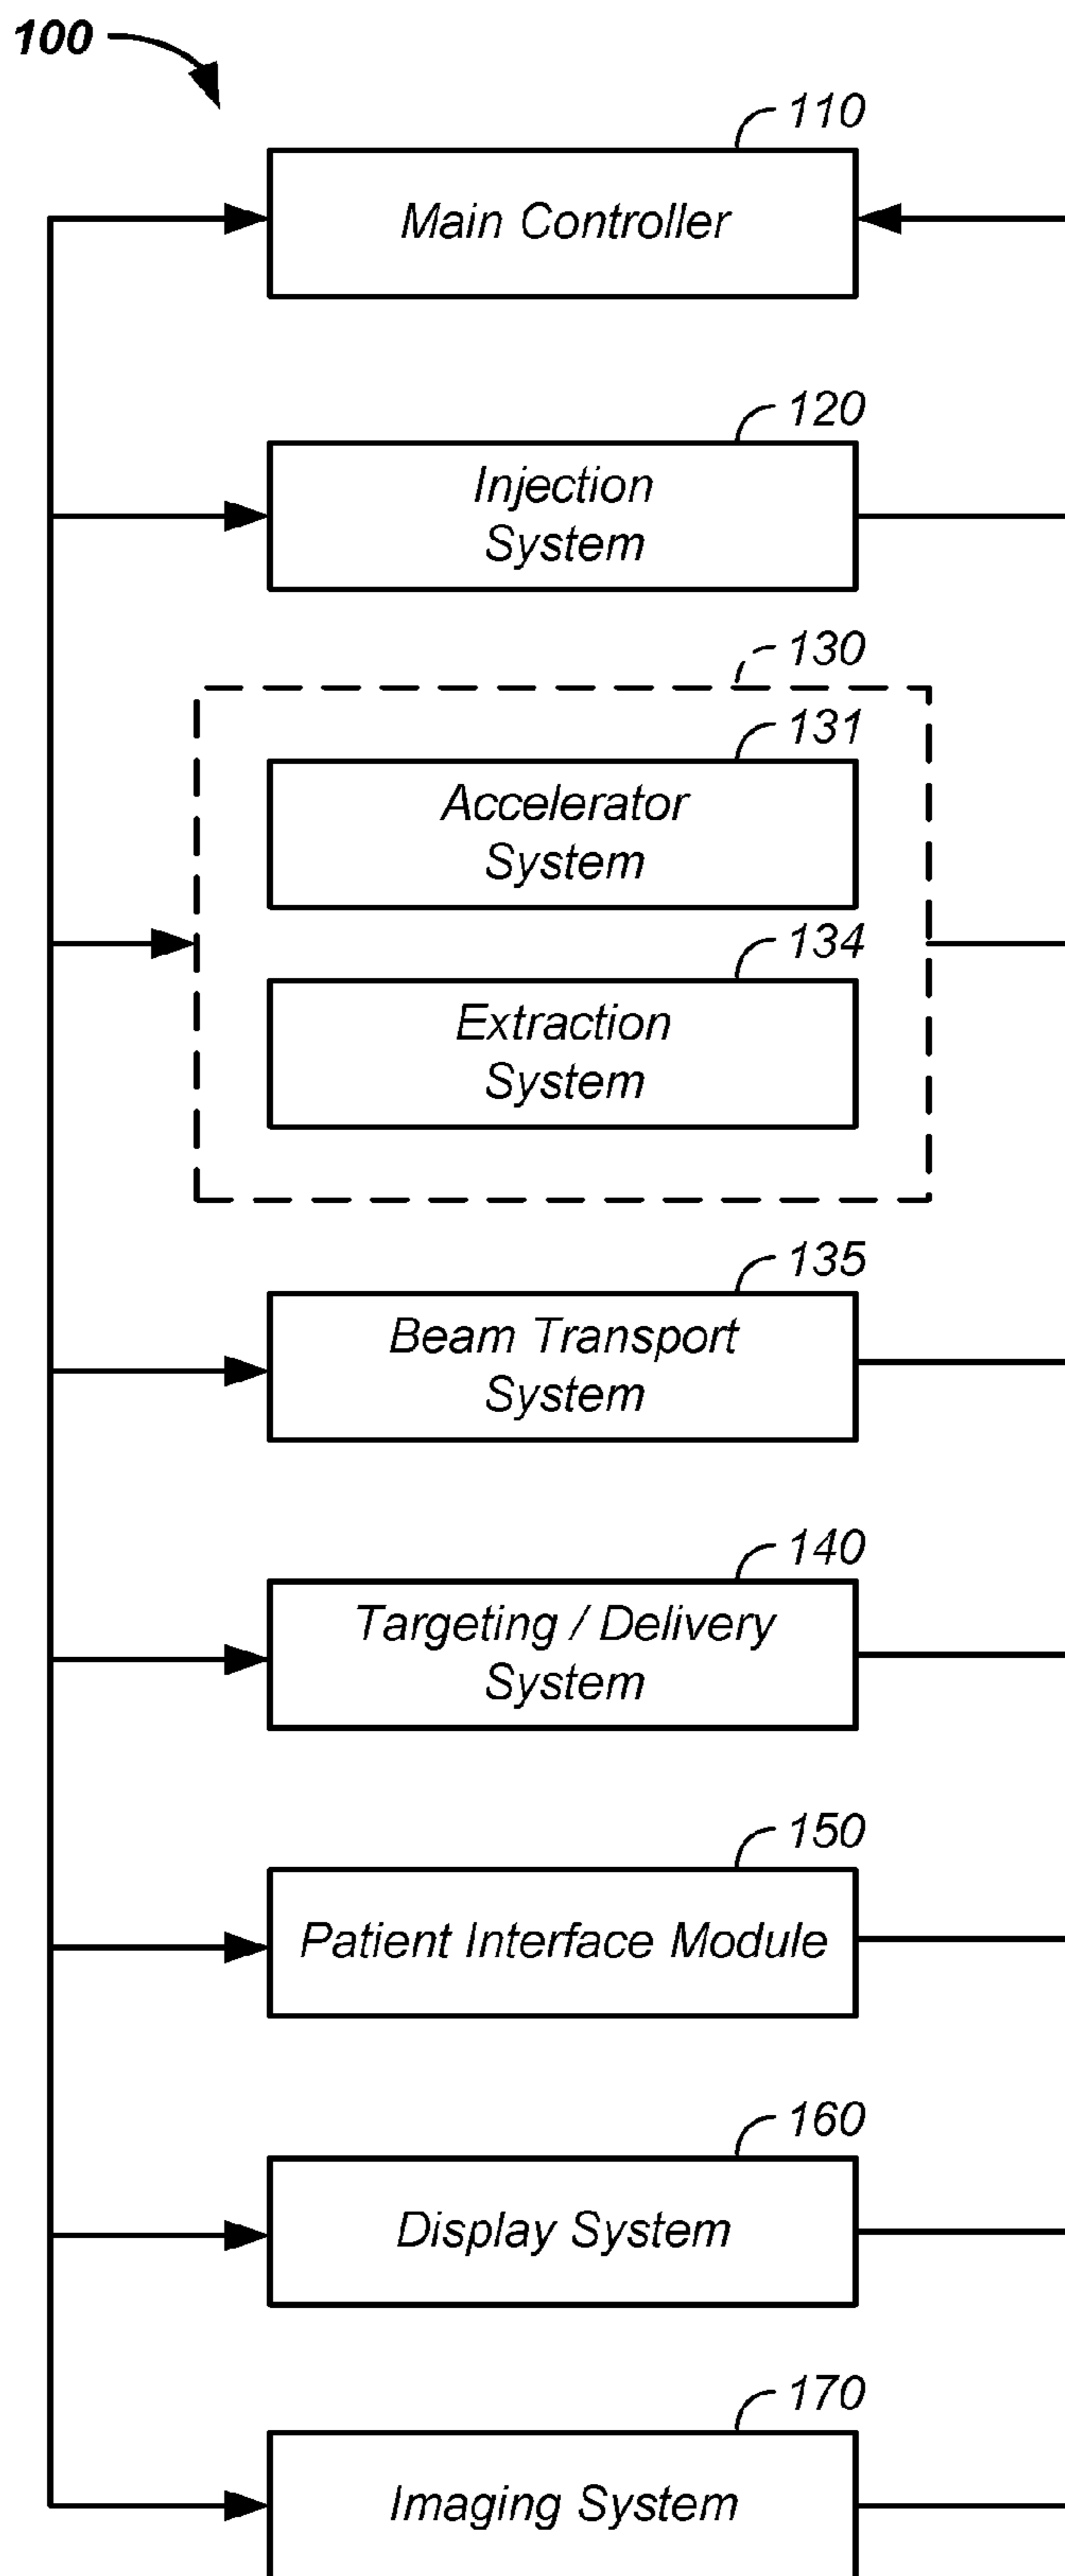 100
110
Main Controller
120
Injection
System
130
131
Accelerator
System
134
Extraction
System
135
Beam Transport
System
140
Targeting / Delivery
System
150
Patient Interface Module
160
Display System
170
Imaging System